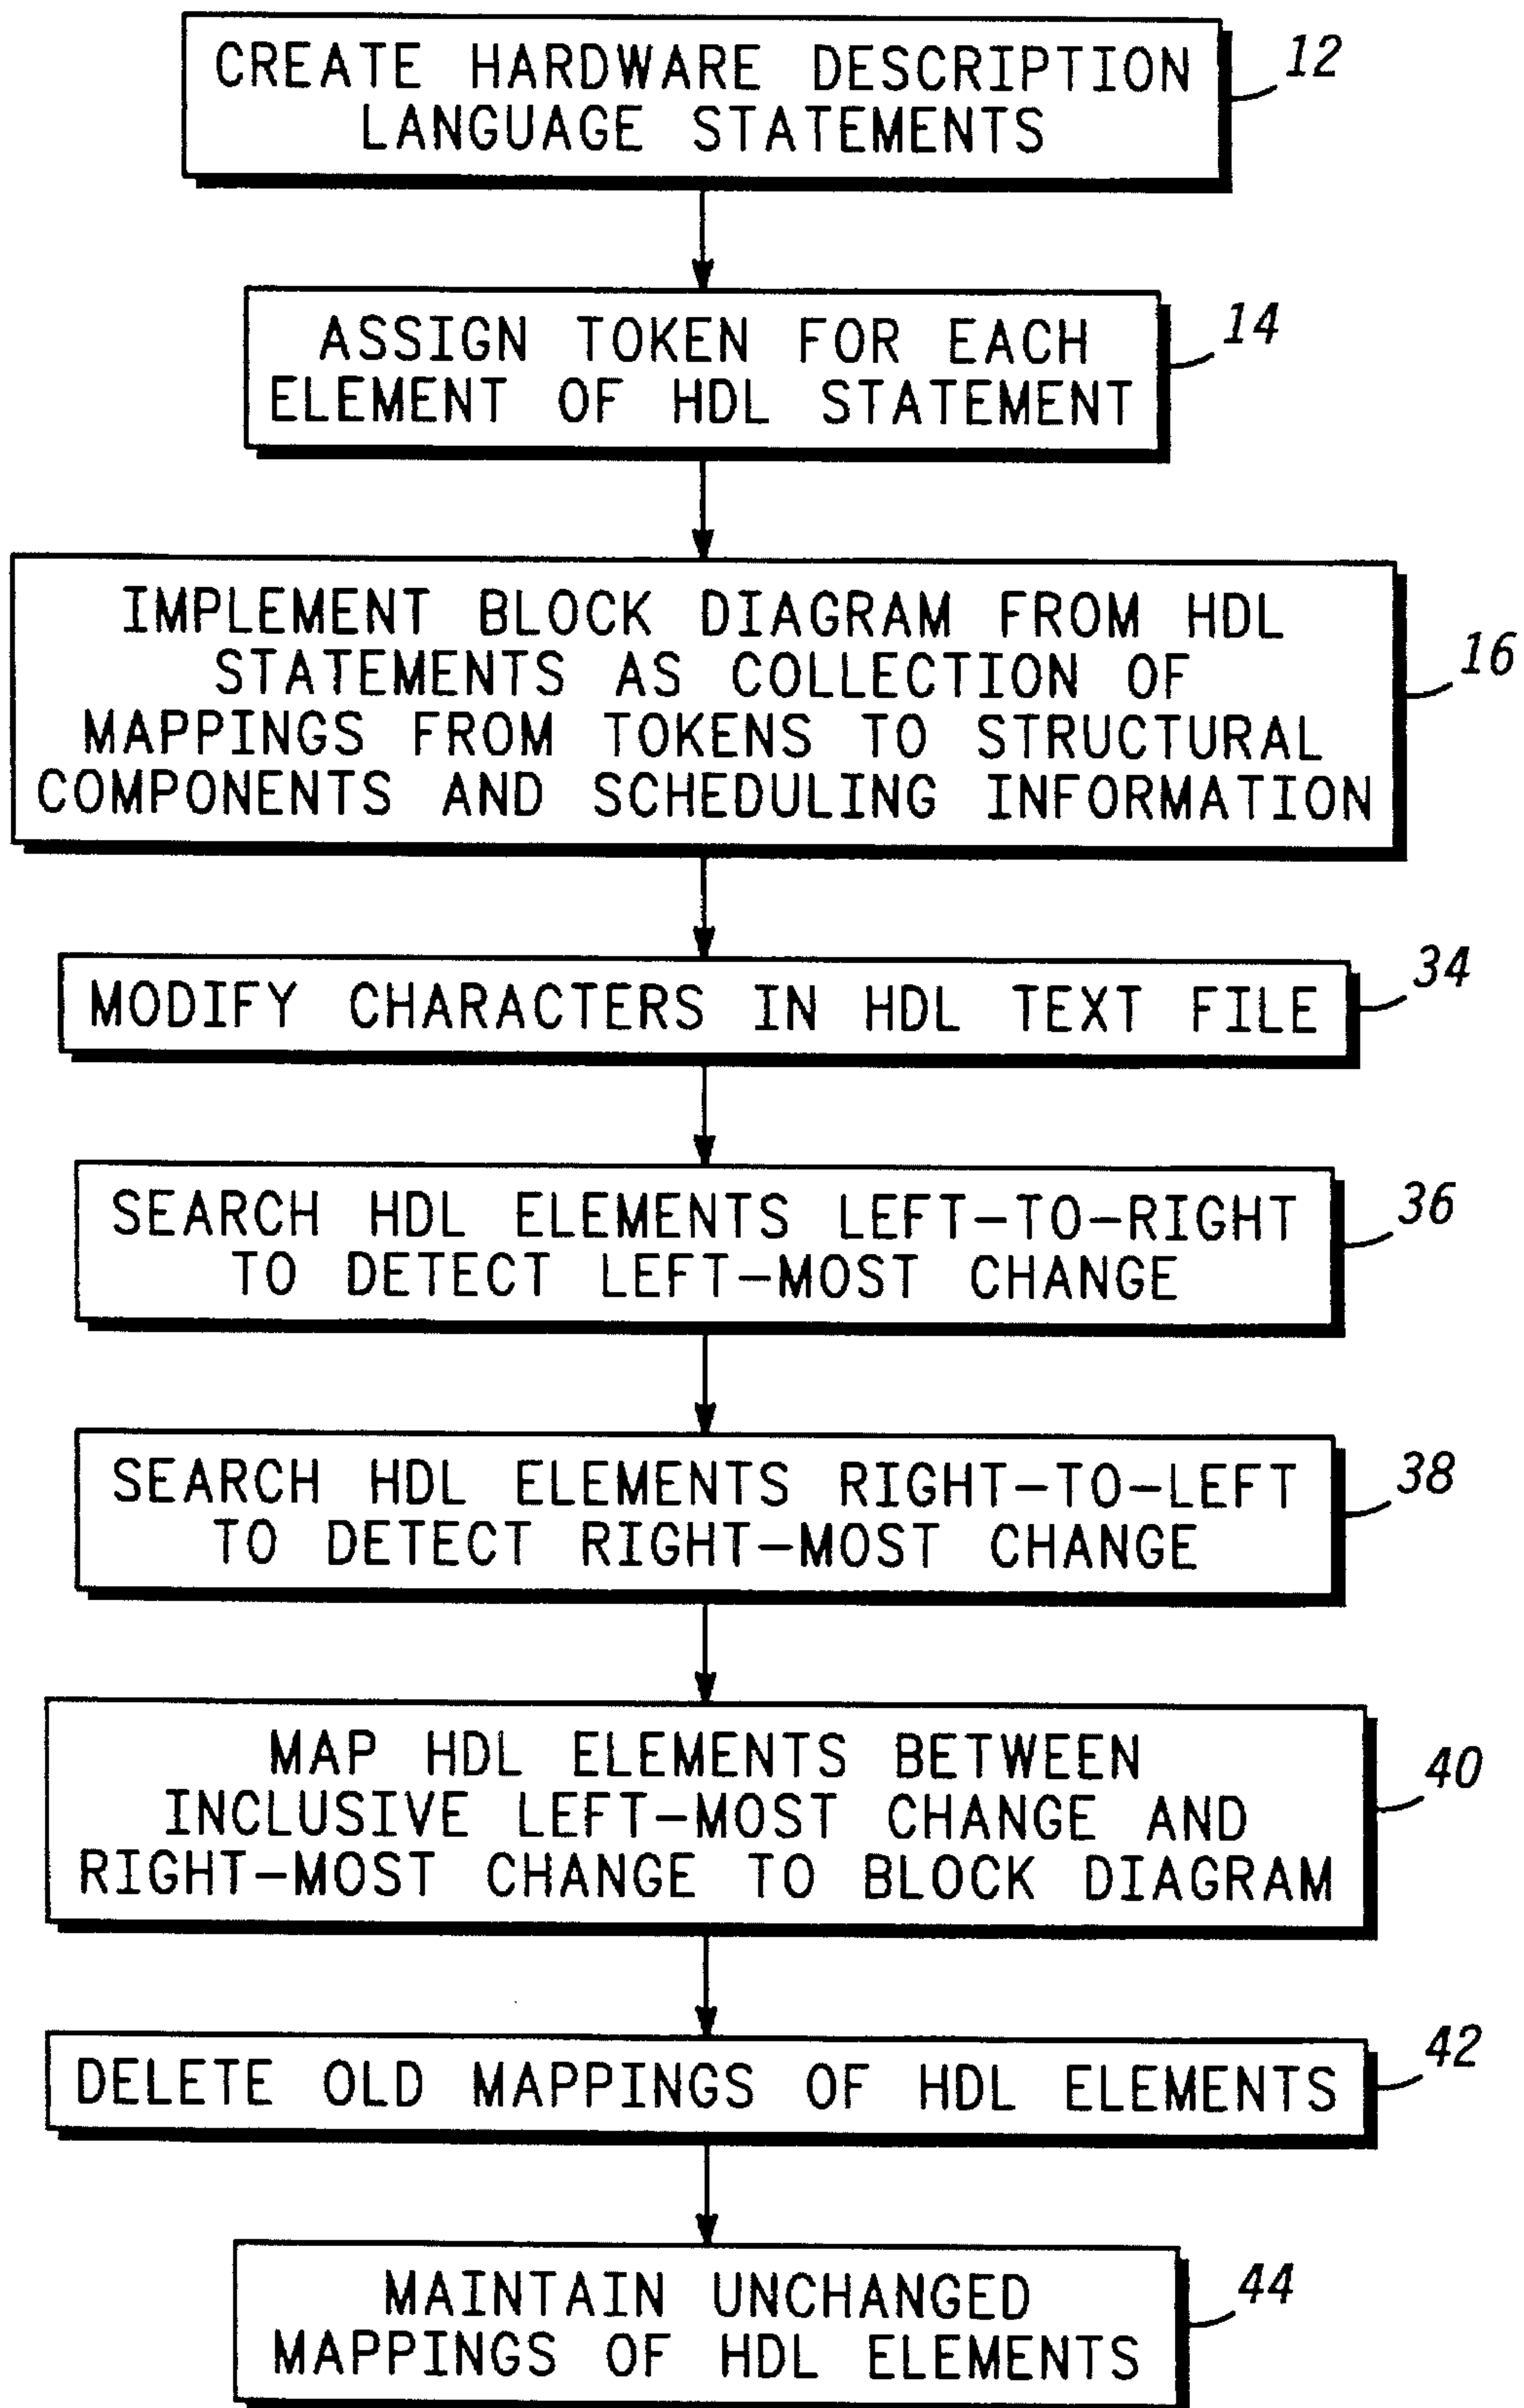 CREATE HARDWARE DESCRIPTION
LANGUAGE STATEMENTS
12
ASSIGN TOKEN FOR EACH
ELEMENT OF HDL STATEMENT
14
IMPLEMENT BLOCK DIAGRAM FROM HDL
STATEMENTS AS COLLECTION OF
MAPPINGS FROM TOKENS TO STRUCTURAL
COMPONENTS AND SCHEDULING INFORMATION
16
MODIFY CHARACTERS IN HDL TEXT FILE
34
SEARCH HDL ELEMENTS LEFT-TO-RIGHT
TO DETECT LEFT-MOST CHANGE
36
SEARCH HDL ELEMENTS RIGHT-TO-LEFT
TO DETECT RIGHT-MOST CHANGE
38
MAP HDL ELEMENTS BETWEEN
INCLUSIVE LEFT-MOST CHANGE AND
RIGHT-MOST CHANGE TO BLOCK DIAGRAM
40
DELETE OLD MAPPINGS OF HDL ELEMENTS
42
MAINTAIN UNCHANGED
MAPPINGS OF HDL ELEMENTS
44